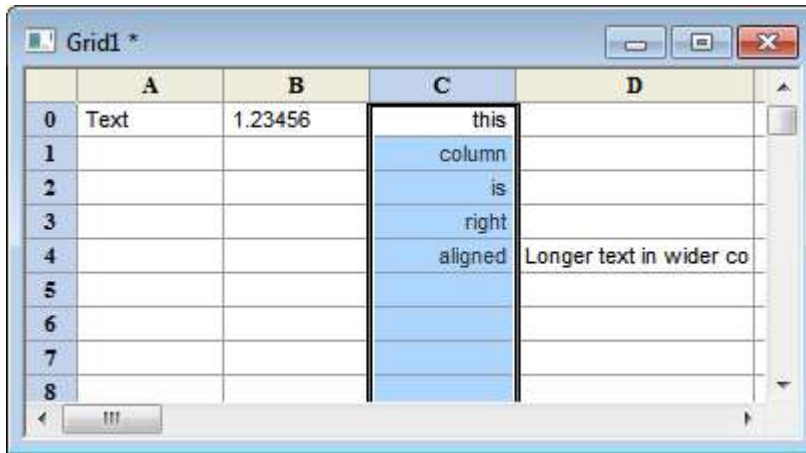 Grid1 *
A B C D
0 Text 1.23456 this
1 column
2 is
3 right
4 aligned Longer text in wider co
5
6
7
8